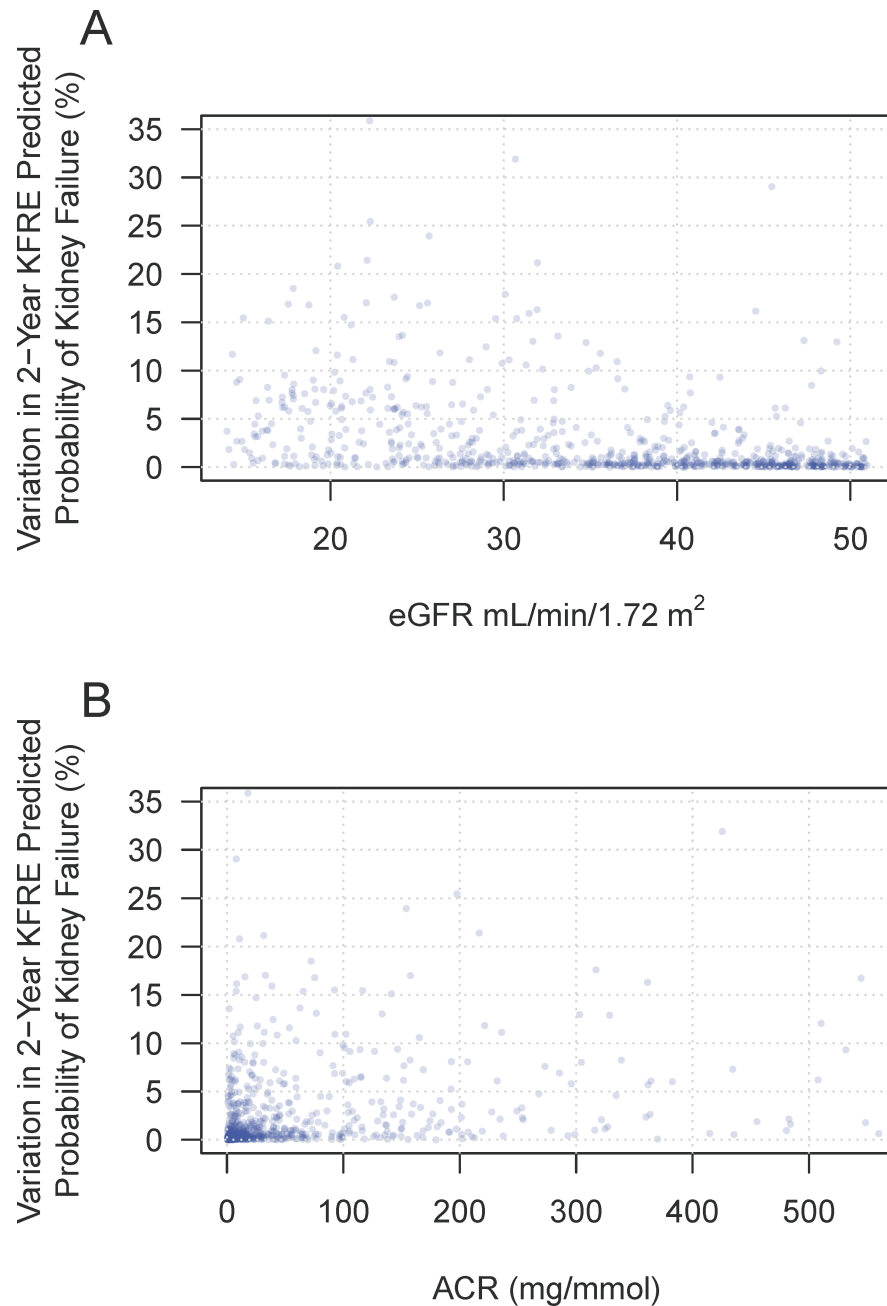 A
Variation in 2−Year KFRE Predicted
Probability of Kidney Failure (%)
35
30
25
20
15
10
5
0
20 30 40 50
eGFR mL/min/1.72 m²
B
Variation in 2−Year KFRE Predicted
Probability of Kidney Failure (%)
35
30
25
20
15
10
5
0
0 100 200 300 400 500
ACR (mg/mmol)